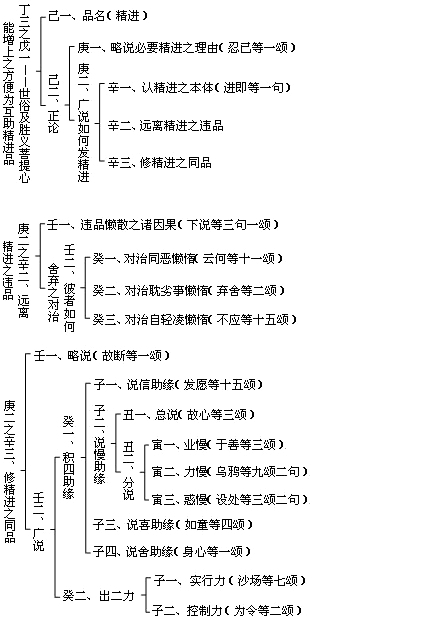 丁三之戊一——世俗及胜义菩提心
能增上之方便为互助精进品
己一、品名（精进）
己二、正论
庚一、略说必要精进之理由（忍已等一颂）
庚二、广说如何发精进
辛一、认精进之本体（进即等一句）
辛二、远离精进之违品
辛三、修精进之同品
庚二之辛二、远离
精进之违品
壬一、违品懒散之诸因果（下说等三句一颂）
壬二、彼者如何
舍弃之对治
癸一、对治同恶懒惰（云何等十一颂）
癸二、对治耽劣事懒惰（弃舍等二颂）
癸三、对治自轻凌懒惰（不应等十五颂）
庚二之辛三、修精进之同品
壬一、略说（故断等一颂）
壬二、广说
癸一、积四助缘
子一、说信助缘（发愿等十五颂）
子二、说慢助缘
丑一、总说（故心等三颂）
丑二、分说
寅一、业慢（于善等三颂）
寅二、力慢（乌鸦等九颂二句）
寅三、惑慢（设处等三颂二句）
子三、说喜助缘（如童等四颂）
子四、说舍助缘（身心等一颂）
癸二、出二力
子一、实行力（沙场等七颂）
子二、控制力（为令等二颂）